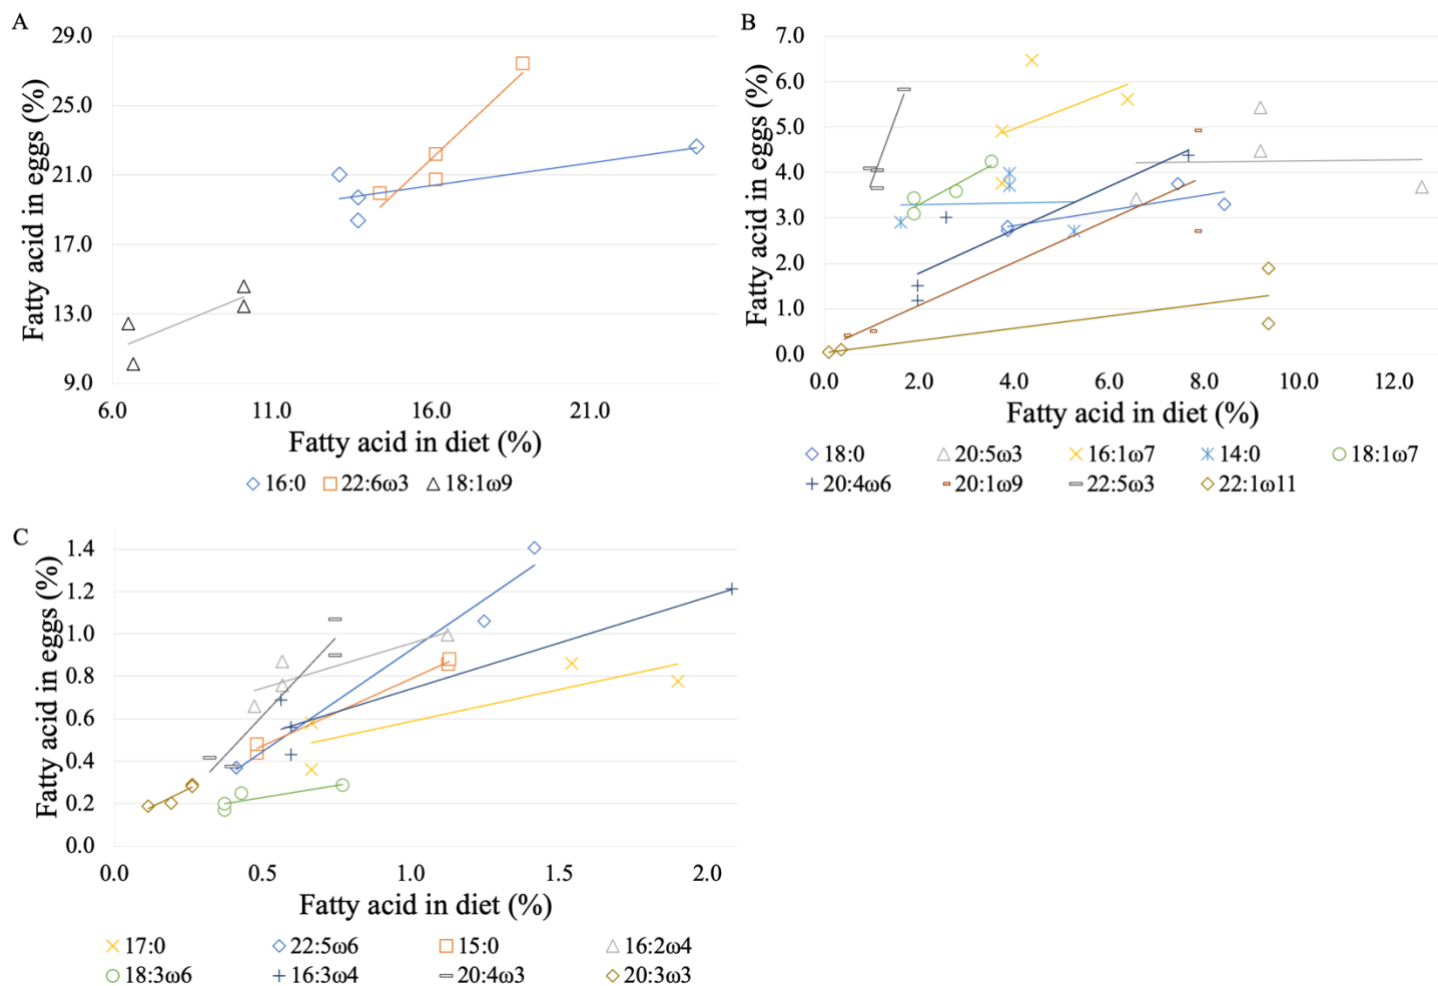 A
29.0
25.0
21.0
17.0
13.0
9.0
Fatty acid in eggs (%)
6.0 11.0 16.0 21.0
Fatty acid in diet (%)
16:0 22:6ω3 18:1ω9
B
7.0
6.0
5.0
4.0
3.0
2.0
1.0
0.0
Fatty acid in eggs (%)
0.0 2.0 4.0 6.0 8.0 10.0 12.0
Fatty acid in diet (%)
18:0 20:5ω3 16:1ω7 14:0 18:1ω7
20:4ω6 20:1ω9 22:5ω3 22:1ω11
C
1.4
1.2
1.0
0.8
0.6
0.4
0.2
0.0
Fatty acid in eggs (%)
0.0 0.5 1.0 1.5 2.0
Fatty acid in diet (%)
17:0 22:5ω6 15:0 16:2ω4
18:3ω6 16:3ω4 20:4ω3 20:3ω3